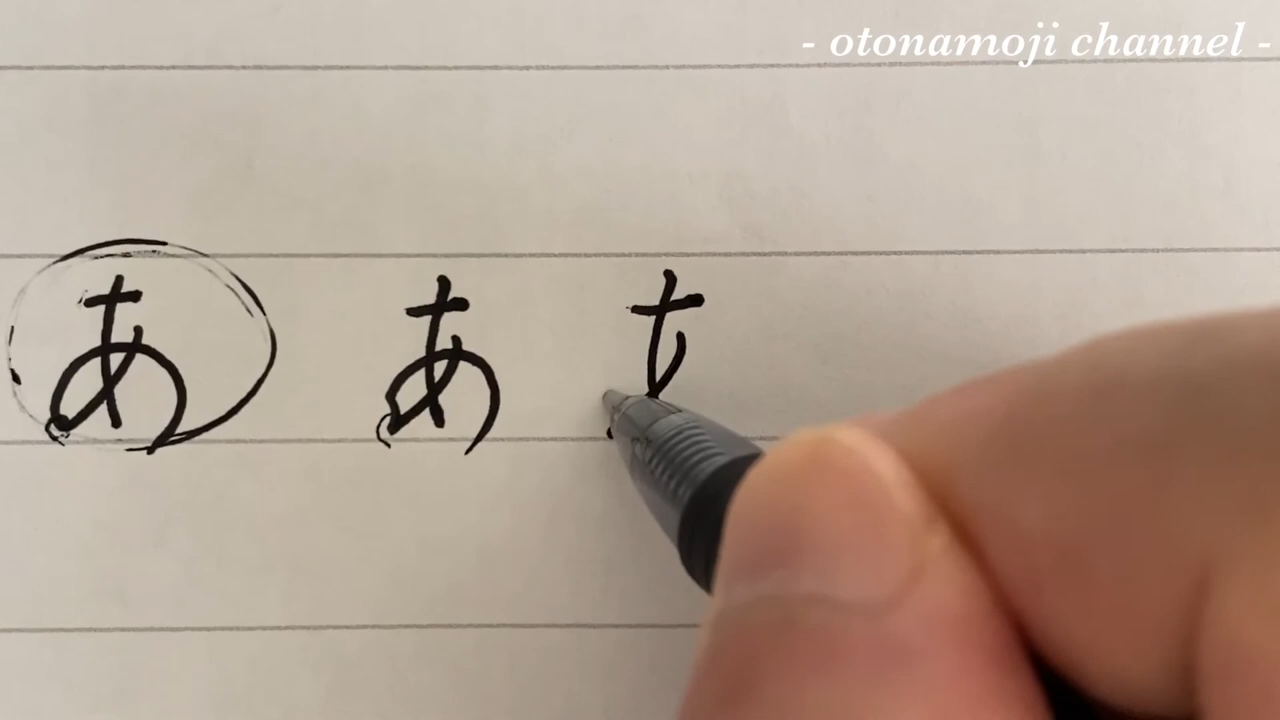 - otonamoji channel -
あ あ